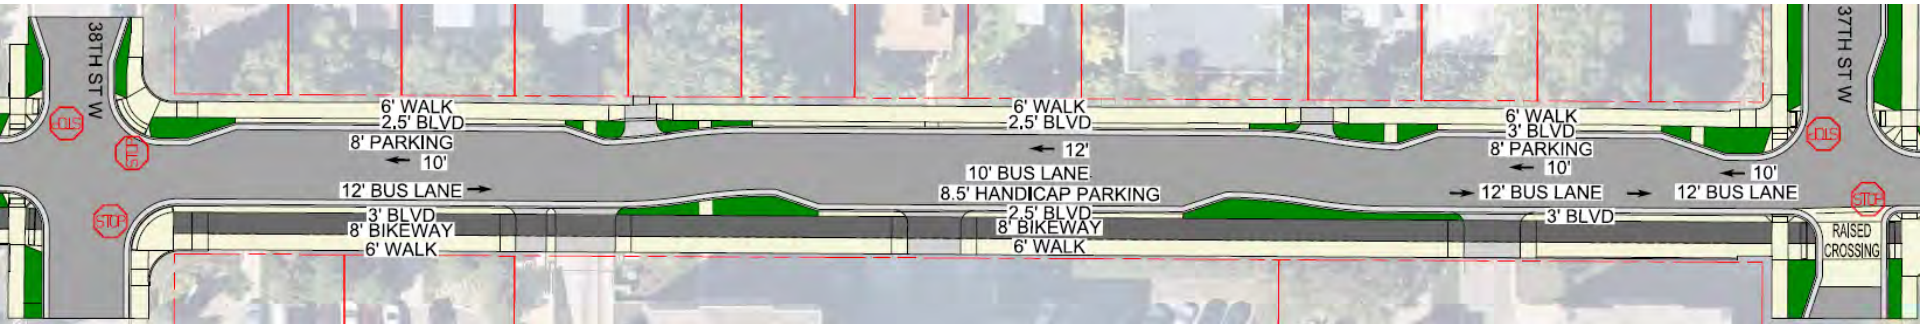 38TH ST W
STOP
STOP
STOP
6' WALK
2.5' BLVD
8' PARKING
10'
12' BUS LANE
3' BLVD
8' BIKEWAY
6' WALK
6' WALK
2.5' BLVD
12'
10' BUS LANE
8.5' HANDICAP PARKING
2.5' BLVD
8' BIKEWAY
6' WALK
6' WALK
3' BLVD
8' PARKING
10'
12' BUS LANE
3' BLVD
10'
12' BUS LANE
37TH ST W
STOP
STOP
RAISED
CROSSING